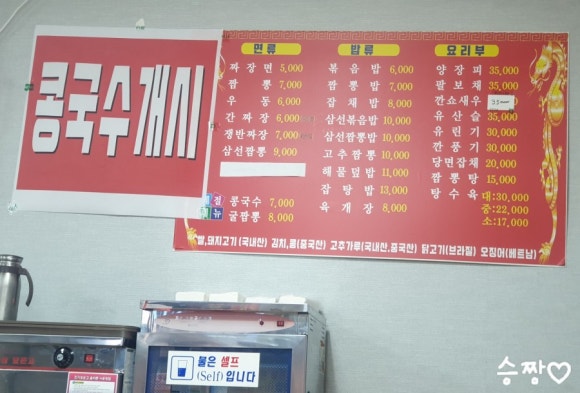 콩국수개시
면류
짜장면 5,000
짬뽕 7,000
우동 6,000
간짜장 6,000
쟁반짜장 7,000
삼선짬뽕 9,000
콩국수 7,000
굴짬뽕 8,000
밥류
볶음밥 6,000
짬뽕밥 7,000
잡채밥 8,000
삼선볶음밥 10,000
삼선짬뽕밥 10,000
고추짬뽕 10,000
해물덮밥 11,000
잡탕밥 13,000
육개장 8,000
요리부
양장피 35,000
팔보채 35,000
깐쇼새우
유산슬 35,000
유린기 30,000
깐풍기 30,000
당면잡채 20,000
짬뽕탕 15,000
탕수육 대:30,000
중:22,000
소:17,000
쌀,돼지고기(국내산) 김치,콩(중국산) 고추가루(국내산,중국산) 닭고기(브라질) 오징어(베트남)
물은 셀프
(Self)입니다
승짱♡